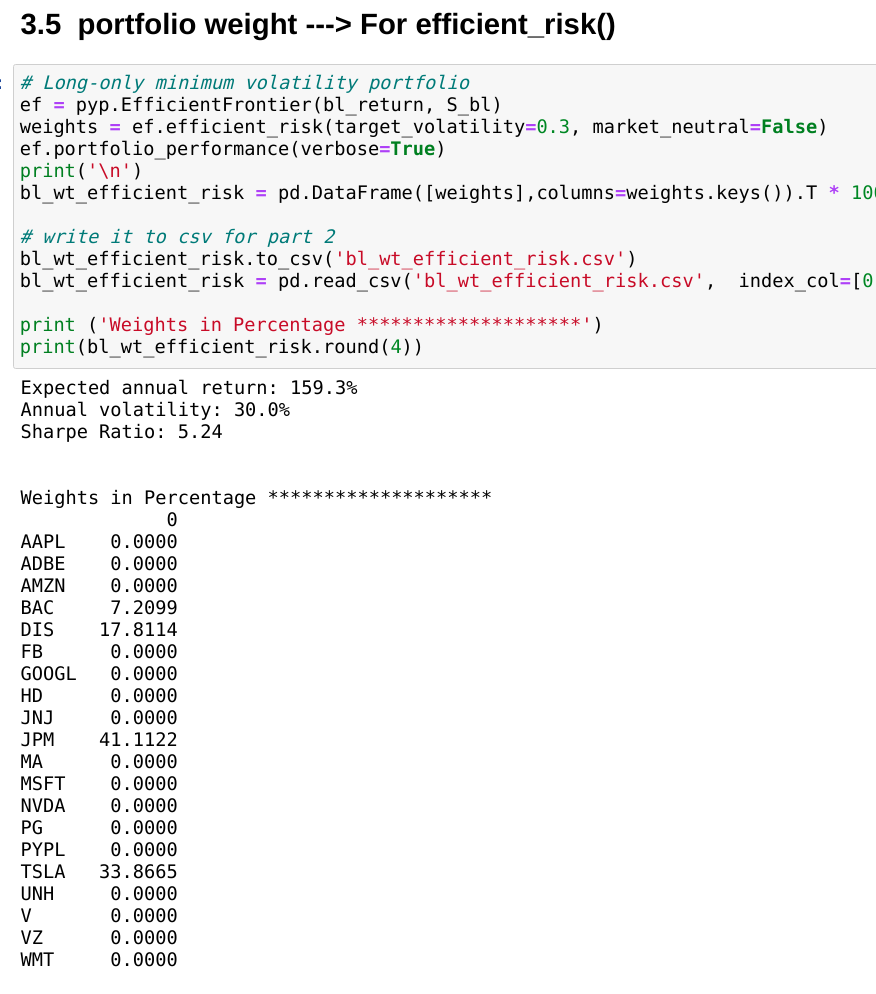 3.5 portfolio weight ---> For efficient_risk()
:
# Long-only minimum volatility portfolio
ef = pyp.EfficientFrontier(bl_return, S_bl)
weights = ef.efficient_risk(target_volatility=0.3, market_neutral=False)
ef.portfolio_performance(verbose=True)
print('\n')
bl_wt_efficient_risk = pd.DataFrame([weights],columns=weights.keys()).T * 100
# write it to csv for part 2
bl_wt_efficient_risk.to_csv('bl_wt_efficient_risk.csv')
bl_wt_efficient_risk = pd.read_csv('bl_wt_efficient_risk.csv',  index_col=[0
print ('Weights in Percentage ********************')
print(bl_wt_efficient_risk.round(4))
Expected annual return: 159.3%
Annual volatility: 30.0%
Sharpe Ratio: 5.24
Weights in Percentage ********************
0
AAPL 0.0000
ADBE 0.0000
AMZN 0.0000
BAC 7.2099
DIS 17.8114
FB 0.0000
GOOGL 0.0000
HD 0.0000
JNJ 0.0000
JPM 41.1122
MA 0.0000
MSFT 0.0000
NVDA 0.0000
PG 0.0000
PYPL 0.0000
TSLA 33.8665
UNH 0.0000
V 0.0000
VZ 0.0000
WMT 0.0000